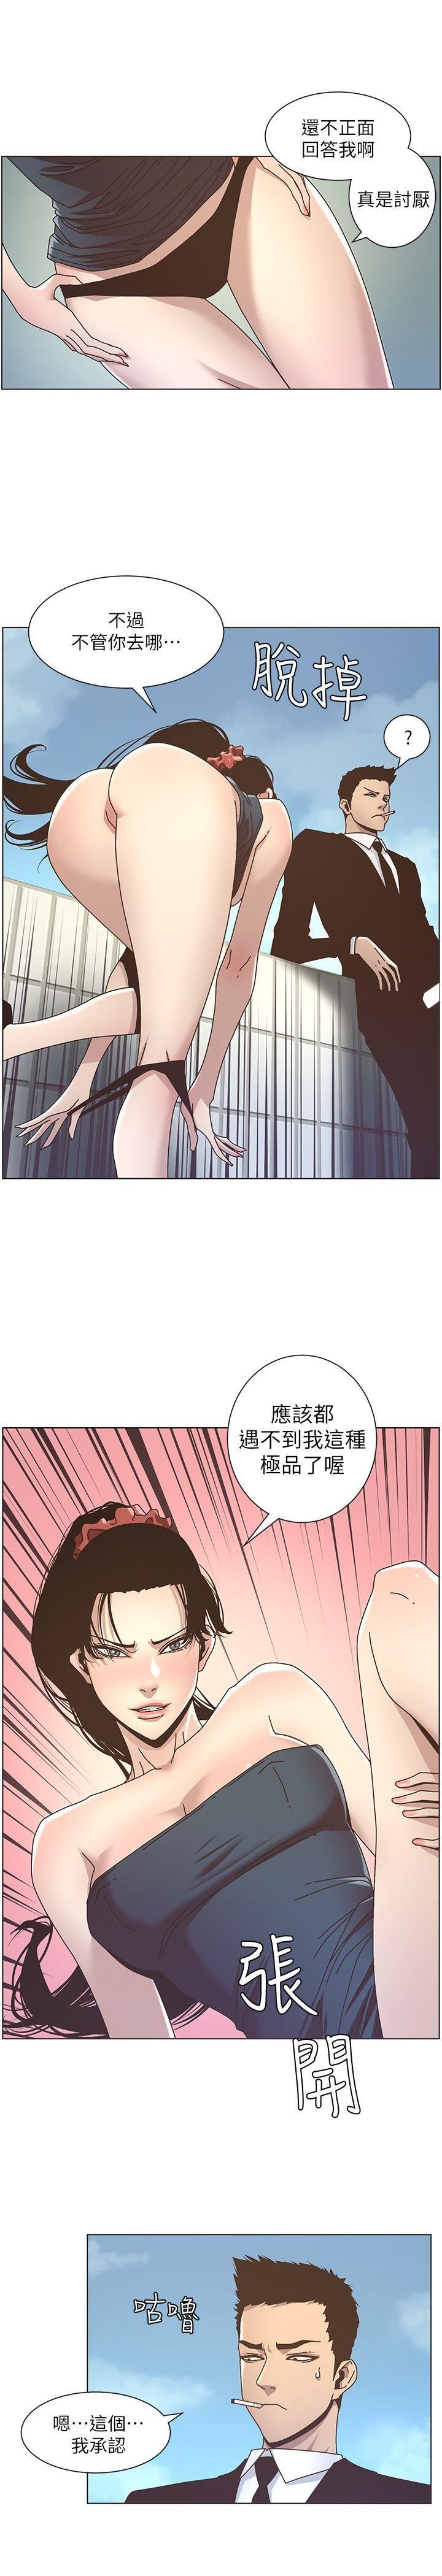 還不正面
回答我啊
真是討厭
不過
不管你去哪…
脫掉
?
應該都
遇不到我這種
極品了喔
張
開
咕嚕
嗯…這個…
我承認